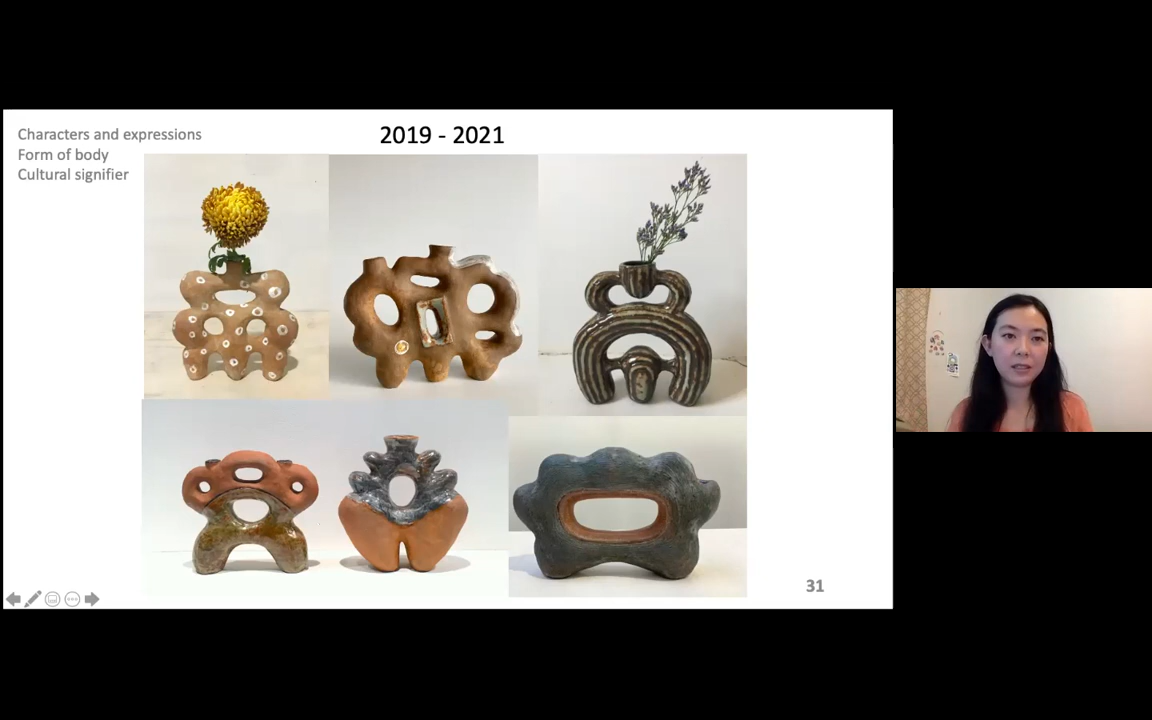 Characters and expressions
Form of body
Cultural signifier
2019 - 2021
31